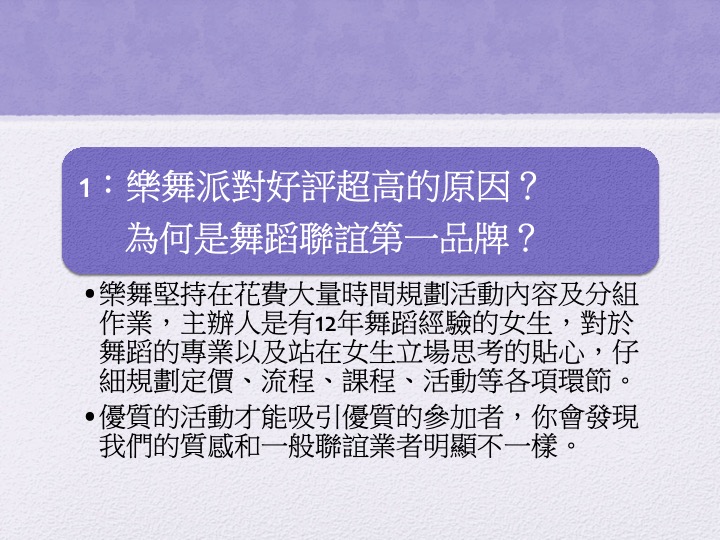 1：樂舞派對好評超高的原因？
為何是舞蹈聯誼第一品牌？
•樂舞堅持在花費大量時間規劃活動內容及分組
作業，主辦人是有12年舞蹈經驗的女生，對於
舞蹈的專業以及站在女生立場思考的貼心，仔
細規劃定價、流程、課程、活動等各項環節。
•優質的活動才能吸引優質的參加者，你會發現
我們的質感和一般聯誼業者明顯不一樣。